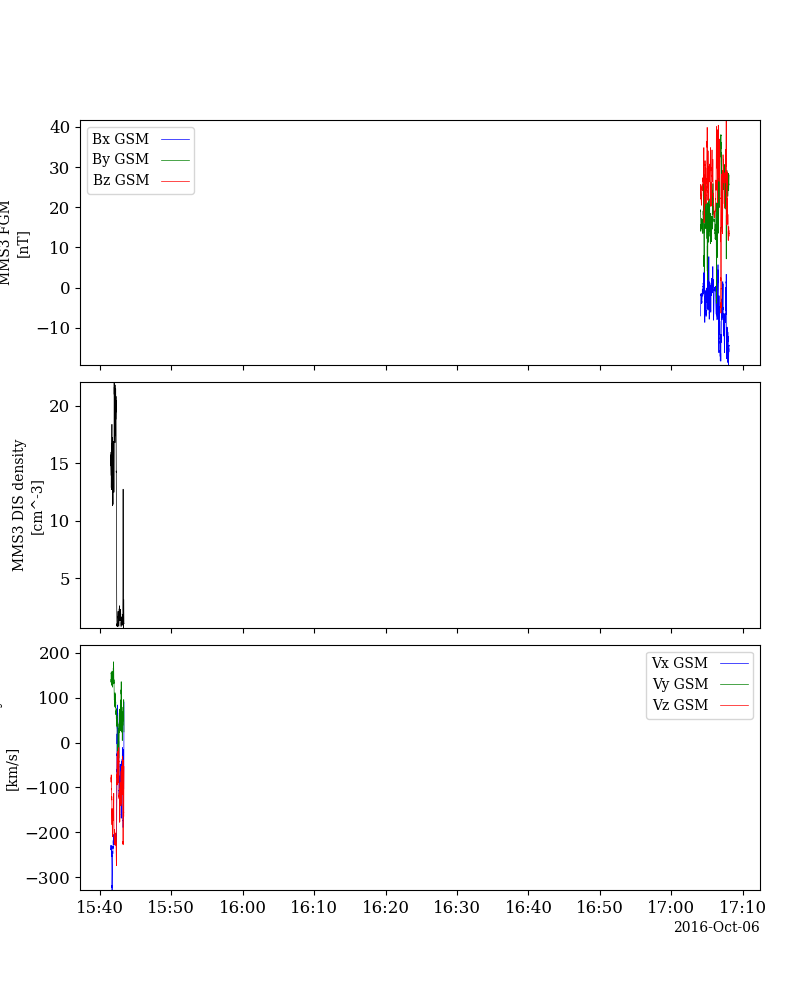 40
30
20
10
0
−10
MMS3 FGM
[nT]
Bx GSM
By GSM
Bz GSM
20
15
10
5
MMS3 DIS density
[cm^-3]
200
100
0
−100
−200
−300
[km/s]
Vx GSM
Vy GSM
Vz GSM
15:40 15:50 16:00 16:10 16:20 16:30 16:40 16:50 17:00 17:10
2016-Oct-06